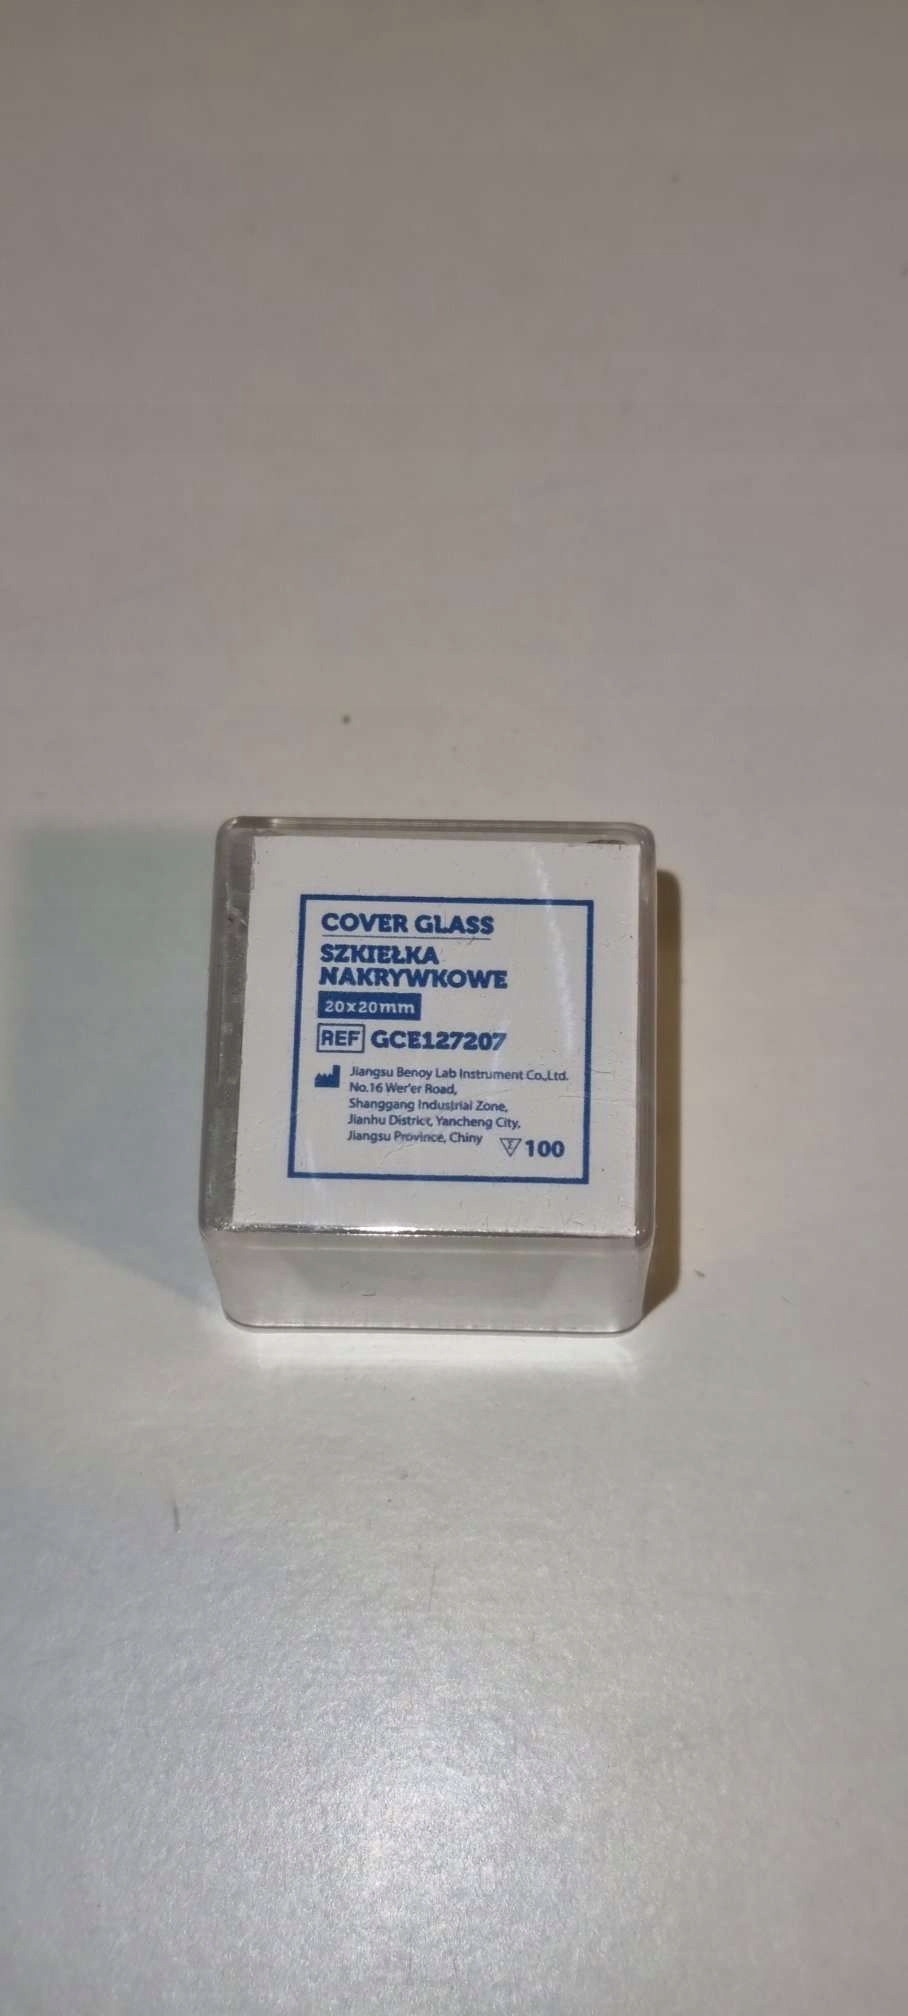 COVER GLASS
SZKIEŁKA
NAKRYWKOWE
20x20mm
REF GCE127207
Jiangsu Benoy Lab Instrument Co.,Ltd.
No.16 Wer'er Road,
Shanggang Industrial Zone,
Jianhu District, Yancheng City,
Jiangsu Province, Chiny
Σ 100